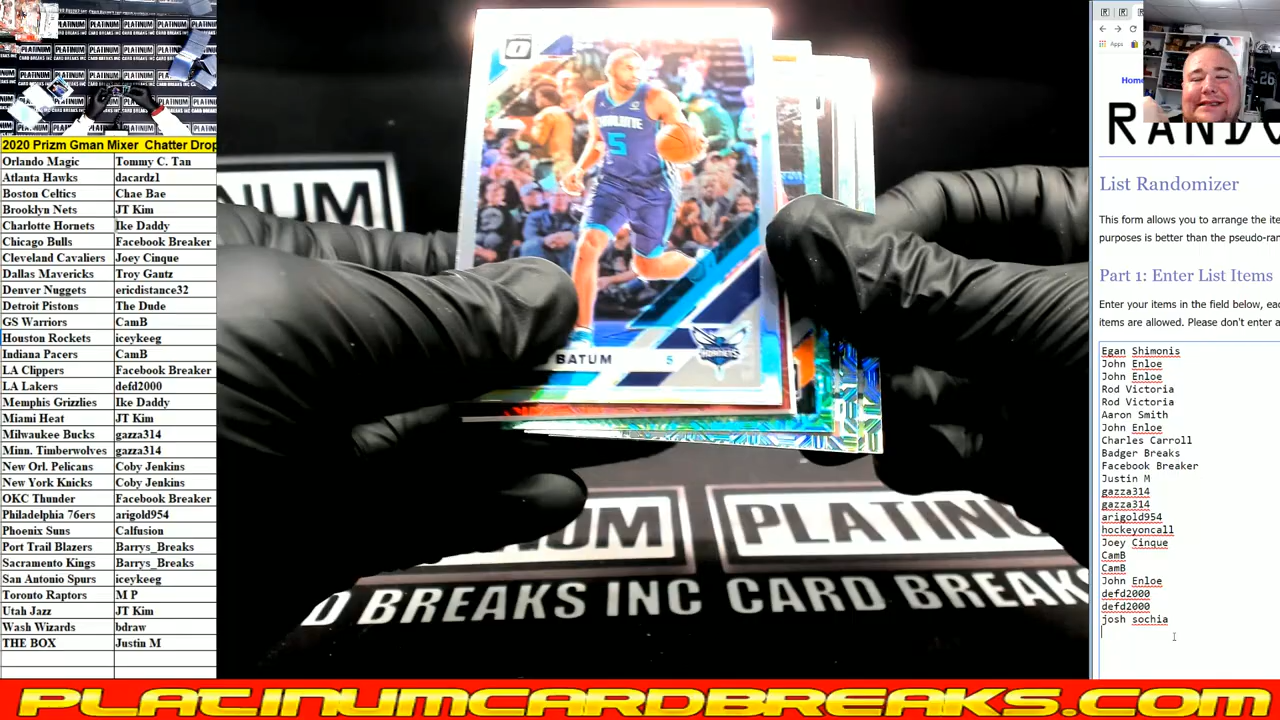 2020 Prizm Gman Mixer Chatter Drop
Orlando Magic Tommy C. Tan
Atlanta Hawks dacardz1
Boston Celtics Chae Bae
Brooklyn Nets JT Kim
Charlotte Hornets Ike Daddy
Chicago Bulls Facebook Breaker
Cleveland Cavaliers Joey Cinque
Dallas Mavericks Troy Gantz
Denver Nuggets ericdistance32
Detroit Pistons The Dude
GS Warriors CamB
Houston Rockets iceykeeg
Indiana Pacers CamB
LA Clippers Facebook Breaker
LA Lakers defd2000
Memphis Grizzlies Ike Daddy
Miami Heat JT Kim
Milwaukee Bucks gazza314
Minn. Timberwolves gazza314
New Orl. Pelicans Coby Jenkins
New York Knicks Coby Jenkins
OKC Thunder Facebook Breaker
Philadelphia 76ers arigold954
Phoenix Suns Calfusion
Port Trail Blazers Barrys_Breaks
Sacramento Kings Barrys_Breaks
San Antonio Spurs iceykeeg
Toronto Raptors M P
Utah Jazz JT Kim
Wash Wizards bdraw
THE BOX Justin M
5
BATUM 5
HORNETS
NUM PLATINU
D BREAKS INC CARD BREAKS
Apps
Home
RANDO
List Randomizer
This form allows you to arrange the ite
purposes is better than the pseudo-ran
Part 1: Enter List Items
Enter your items in the field below, eac
items are allowed. Please don't enter a
Egan Shimonis
John Enloe
John Enloe
Rod Victoria
Rod Victoria
Aaron Smith
John Enloe
Charles Carroll
Badger Breaks
Facebook Breaker
Justin M
gazza314
gazza314
arigold954
hockeyoncall
Joey Cinque
CamB
CamB
John Enloe
defd2000
defd2000
josh sochia
PLATINUMCARDBREAKS.COM